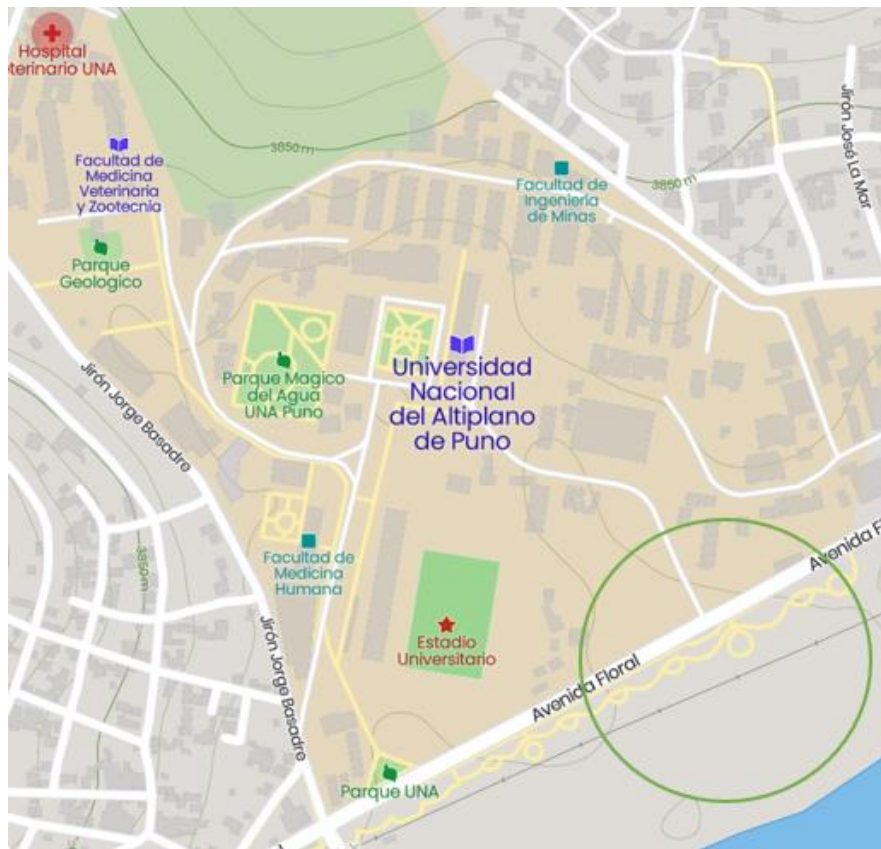 Hospital
terinario UNA
3850 m
Facultad de
Medicina
Veterinaria
y Zootecnia
Facultad de
Ingeniería
de Minas
3850 m
Jirón José La Mar
Parque
Geologico
Parque Magico
del Agua
UNA Puno
Universidad
Nacional
del Altiplano
de Puno
Jirón Jorge Basadre
3850 m
Facultad de
Medicina
Humana
Avenida F
Jirón Jorge Basadre
Estadio
Universitario
Avenida Floral
Parque UNA